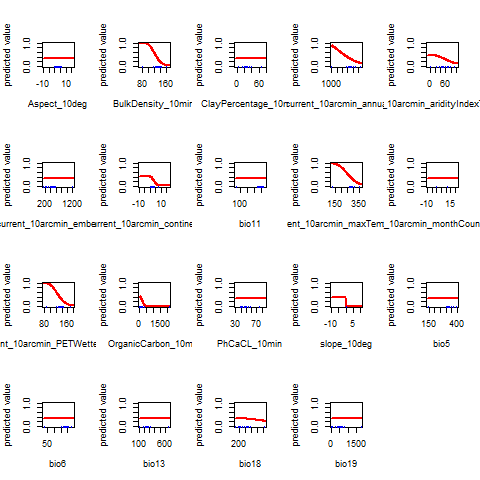 predicted value 0.0 1.0 -10 10 Aspect_10deg
predicted value 0.0 1.0 80 160 BulkDensity_10min
predicted value 0.0 1.0 0 60 ClayPercentage_10m
predicted value 0.0 1.0 1000 current_10arcmin_annu
predicted value 0.0 1.0 0 60 _10arcmin_aridityIndexT
predicted value 0.0 1.0 200 1200 current_10arcmin_embe
predicted value 0.0 1.0 -10 10 rrent_10arcmin_contine
predicted value 0.0 1.0 100 bio11
predicted value 0.0 1.0 150 350 ent_10arcmin_maxTem
predicted value 0.0 1.0 -10 15 _10arcmin_monthCoun
predicted value 0.0 1.0 80 160 nt_10arcmin_PETWette
predicted value 0.0 1.0 0 1500 OrganicCarbon_10m
predicted value 0.0 1.0 30 70 PhCaCL_10min
predicted value 0.0 1.0 -10 5 slope_10deg
predicted value 0.0 1.0 150 400 bio5
predicted value 0.0 1.0 50 bio6
predicted value 0.0 1.0 100 600 bio13
predicted value 0.0 1.0 200 bio18
predicted value 0.0 1.0 0 1500 bio19